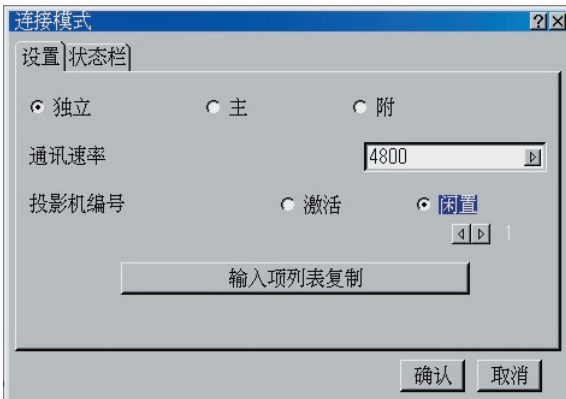 连接模式
设置 状态栏
独立 主 附
通讯速率 4800
投影机编号 激活 闲置
1
输入项列表复制
确认 取消